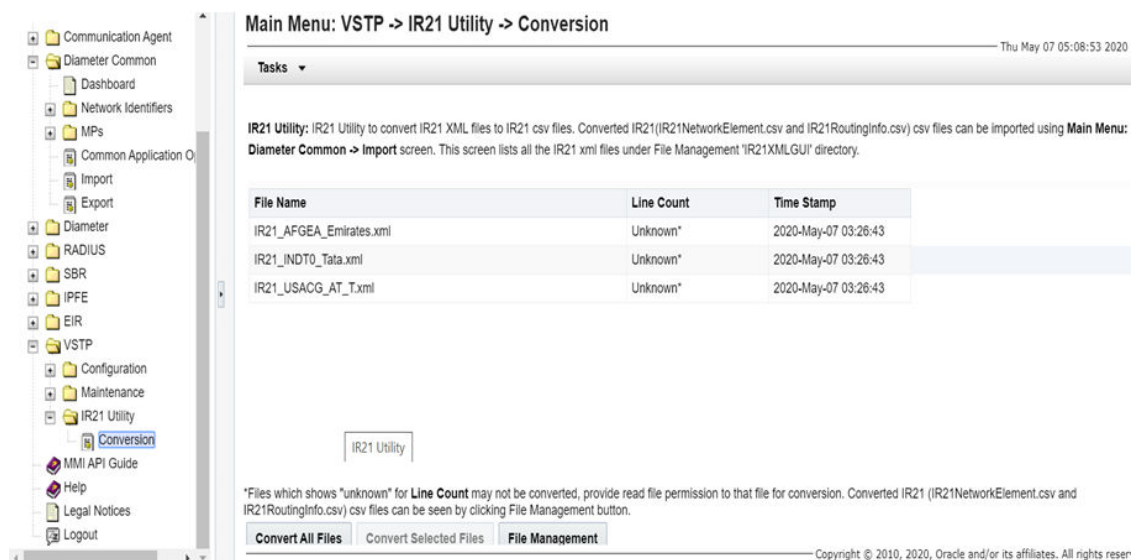 Communication Agent
Diameter Common
Dashboard
Network Identifiers
MPs
Common Application O
Import
Export
Diameter
RADIUS
SBR
IPFE
EIR
VSTP
Configuration
Maintenance
IR21 Utility
Conversion
MMI API Guide
Help
Legal Notices
Logout
Main Menu: VSTP -> IR21 Utility -> Conversion
Thu May 07 05:08:53 2020
Tasks
IR21 Utility: IR21 Utility to convert IR21 XML files to IR21 csv files. Converted IR21(IR21NetworkElement.csv and IR21RoutingInfo.csv) csv files can be imported using Main Menu:
Diameter Common -> Import screen. This screen lists all the IR21 xml files under File Management 'IR21XMLGUI' directory.
File Name Line Count Time Stamp
IR21_AFGEA_Emirates.xml Unknown* 2020-May-07 03:26:43
IR21_INDT0_Tata.xml Unknown* 2020-May-07 03:26:43
IR21_USACG_AT_T.xml Unknown* 2020-May-07 03:26:43
IR21 Utility
*Files which shows "unknown" for Line Count may not be converted, provide read file permission to that file for conversion. Converted IR21 (IR21NetworkElement.csv and
IR21RoutingInfo.csv) csv files can be seen by clicking File Management button.
Convert All Files Convert Selected Files File Management
Copyright © 2010, 2020, Oracle and/or its affiliates. All rights reser